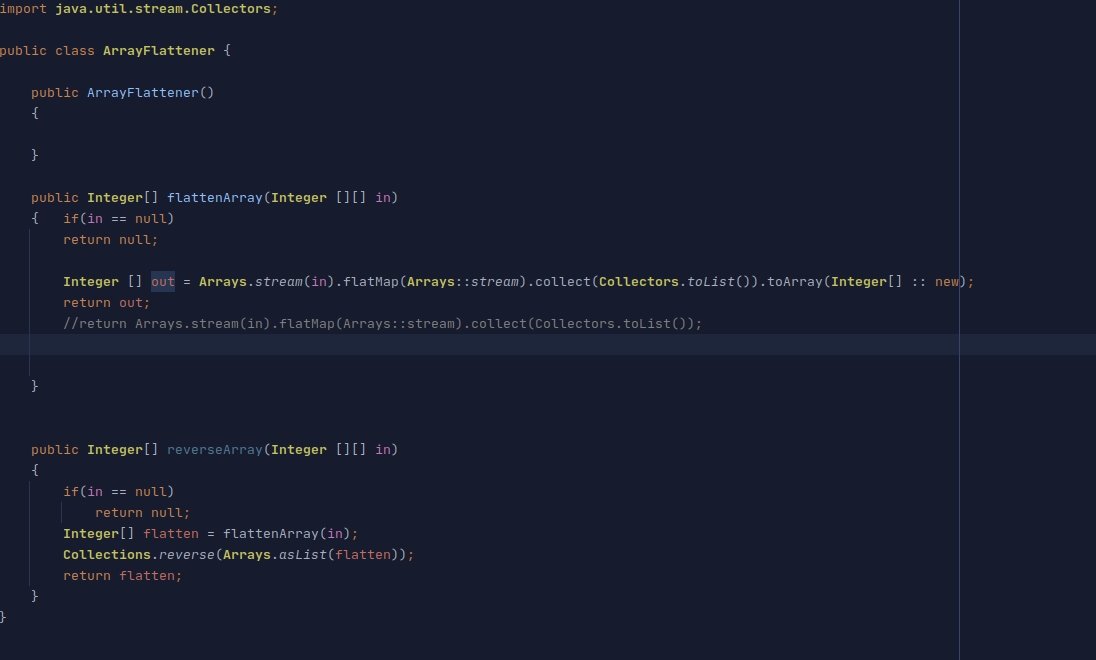 import java.util.stream.Collectors;
public class ArrayFlattener {
public ArrayFlattener()
{
}
public Integer[] flattenArray(Integer [][] in)
{   if(in == null)
return null;
Integer [] out = Arrays.stream(in).flatMap(Arrays::stream).collect(Collectors.toList()).toArray(Integer[] :: new);
return out;
//return Arrays.stream(in).flatMap(Arrays::stream).collect(Collectors.toList());
}
public Integer[] reverseArray(Integer [][] in)
{
if(in == null)
return null;
Integer[] flatten = flattenArray(in);
Collections.reverse(Arrays.asList(flatten));
return flatten;
}
}